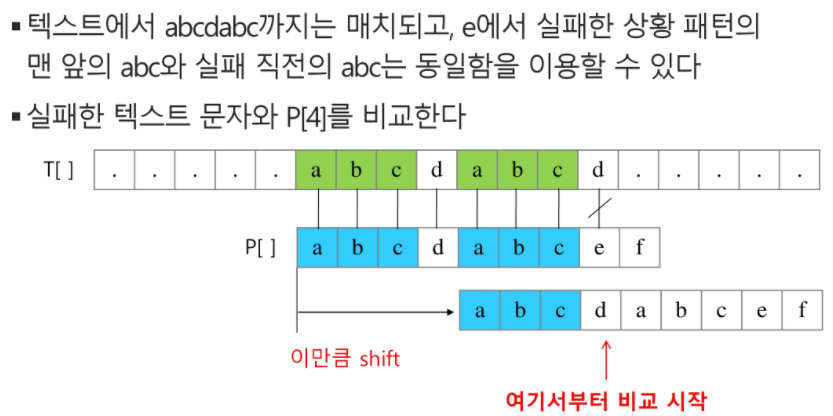 ▪ 텍스트에서 abcdabc까지는 매치되고, e에서 실패한 상황 패턴의
맨 앞의 abc와 실패 직전의 abc는 동일함을 이용할 수 있다
▪ 실패한 텍스트 문자와 P[4]를 비교한다
T[ ] . . . . . a b c d a b c d . . . . .
P[ ] a b c d a b c e f
a b c d a b c e f
이만큼 shift
여기서부터 비교 시작